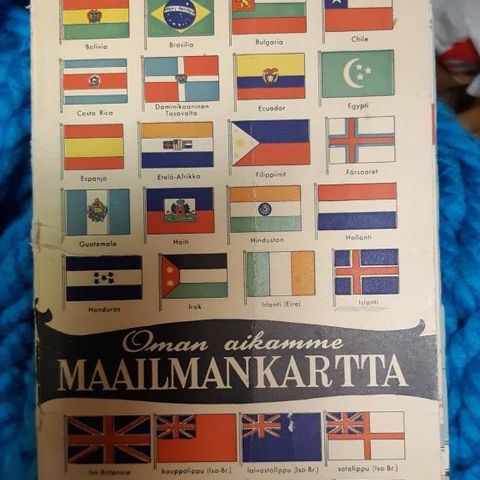 Bolivia Brasilia Bulgaria Chile
Costa Rica Dominikaaninen Tasavalta Ecuador Egypti
Espanja Etelä-Afrikka Filippiinit Färsaaret
Guatemala Haiti Hindustan Hollanti
Honduras Irak Irlanti (Eire) Islanti
Oman aikamme
MAAILMANKARTTA
Iso-Britannia kauppalippu (Iso-Br.) laivastolippu (Iso-Br.) sotalippu (Iso-Br.)